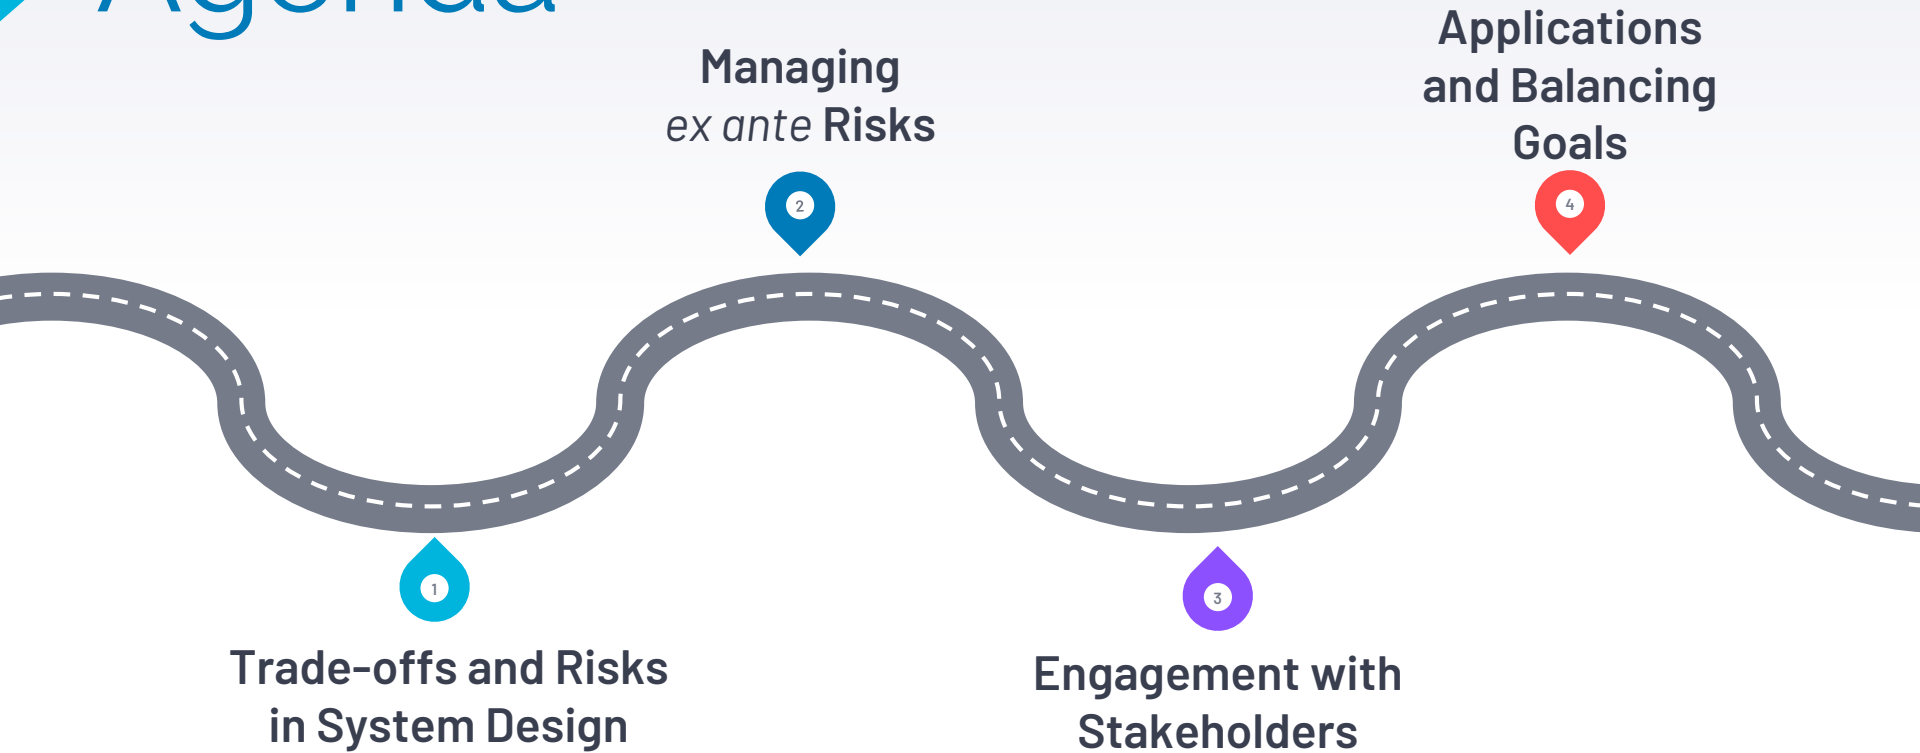 Agenda
Managing
ex ante Risks
2
Applications
and Balancing
Goals
4
1
Trade-offs and Risks
in System Design
3
Engagement with
Stakeholders